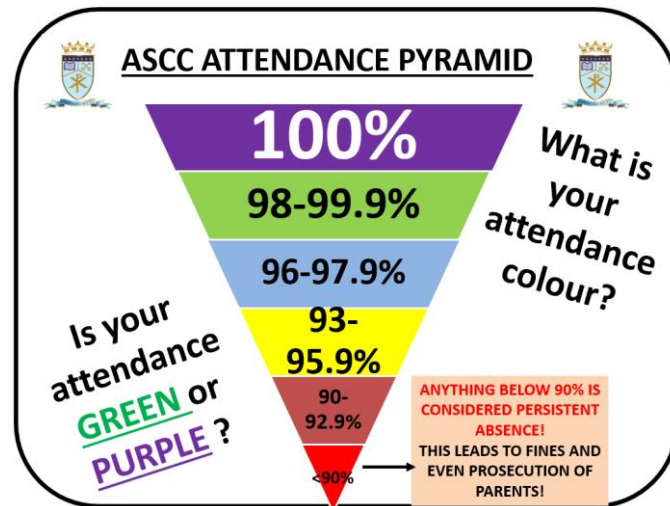 ASCC ATTENDANCE PYRAMID
100%
98-99.9%
96-97.9%
93-
95.9%
90-
92.9%
<90%
What is
your
attendance
colour?
Is your
attendance
GREEN or
PURPLE ?
ANYTHING BELOW 90% IS
CONSIDERED PERSISTENT
ABSENCE!
THIS LEADS TO FINES AND
EVEN PROSECUTION OF
PARENTS!